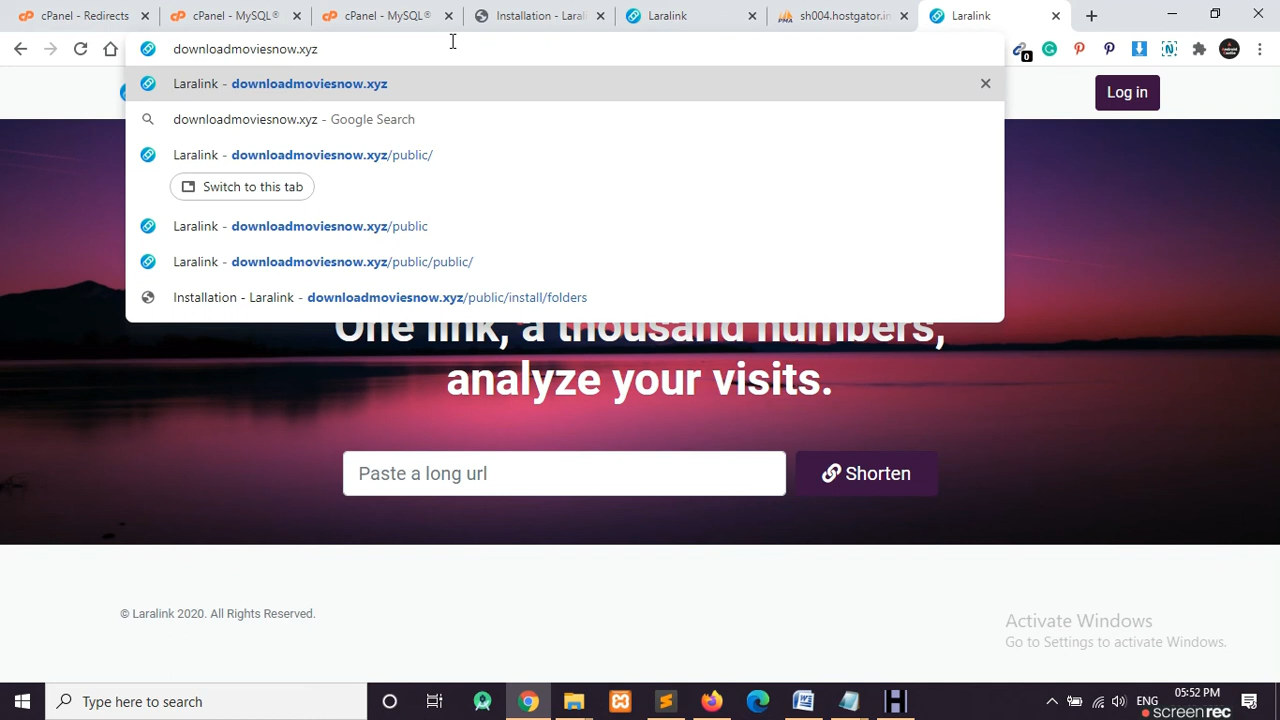 cPanel - Redirects
cPanel - MySQL®
cPanel - MySQL®
Installation - Laral
Laralink
sh004.hostgator.in
Laralink
downloadmoviesnow.xyz
0
Laralink - downloadmoviesnow.xyz
Log in
downloadmoviesnow.xyz - Google Search
Laralink - downloadmoviesnow.xyz/public/
Switch to this tab
Laralink - downloadmoviesnow.xyz/public
Laralink - downloadmoviesnow.xyz/public/public/
Installation - Laralink - downloadmoviesnow.xyz/public/install/folders
One link, a thousand numbers,
analyze your visits.
Paste a long url
Shorten
© Laralink 2020. All Rights Reserved.
Activate Windows
Go to Settings to activate Windows.
Type here to search
ENG
05:52 PM
screenrec